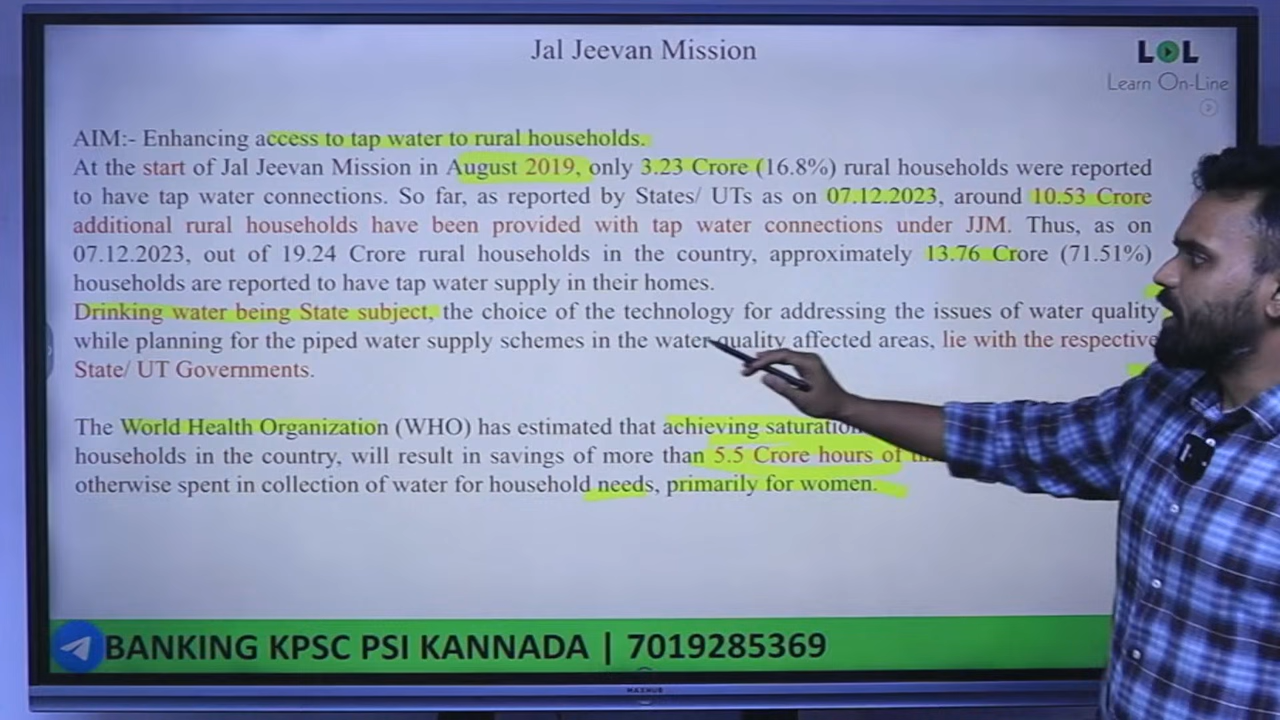 Jal Jeevan Mission
LOL
Learn On-Line
AIM:- Enhancing access to tap water to rural households.
At the start of Jal Jeevan Mission in August 2019, only 3.23 Crore (16.8%) rural households were reported
to have tap water connections. So far, as reported by States/ UTs as on 07.12.2023, around 10.53 Crore
additional rural households have been provided with tap water connections under JJM. Thus, as on
07.12.2023, out of 19.24 Crore rural households in the country, approximately 13.76 Crore (71.51%)
households are reported to have tap water supply in their homes.
Drinking water being State subject, the choice of the technology for addressing the issues of water quality
while planning for the piped water supply schemes in the water quality affected areas, lie with the respective
State/ UT Governments.
The World Health Organization (WHO) has estimated that achieving saturation
households in the country, will result in savings of more than 5.5 Crore hours of
otherwise spent in collection of water for household needs, primarily for women.
BANKING KPSC PSI KANNADA | 7019285369
MAXHUB